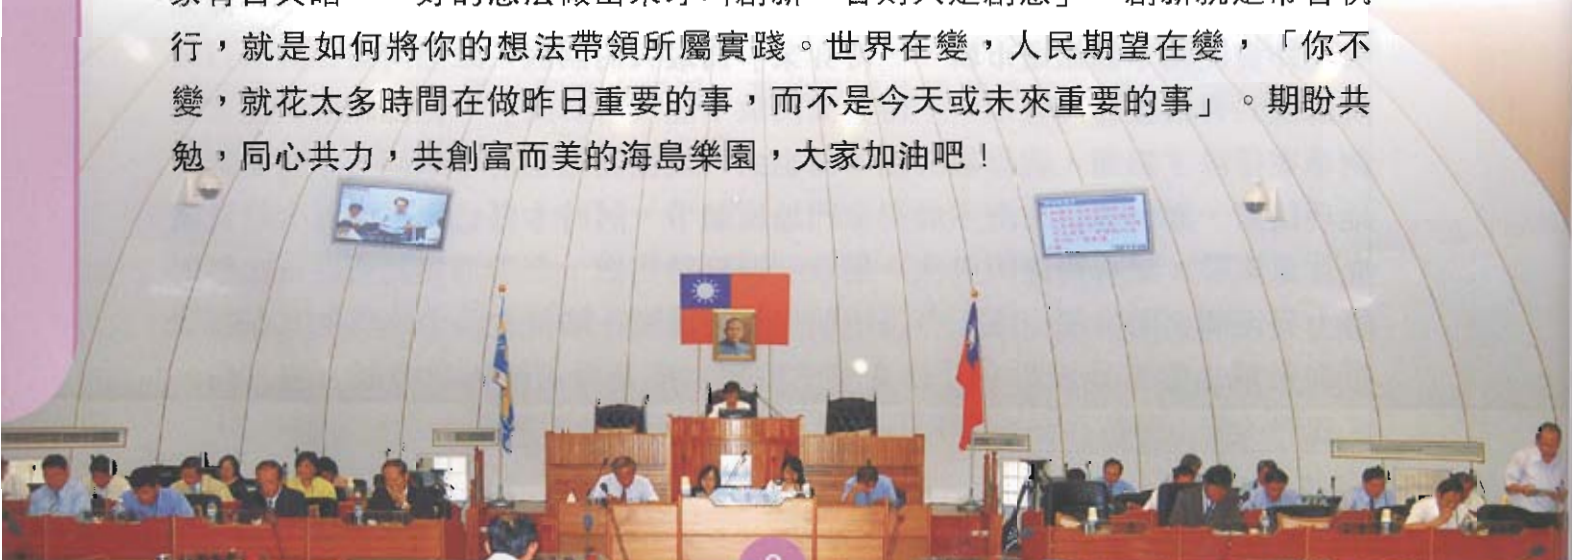 行，就是如何將你的想法帶領所屬實踐。世界在變，人民期望在變，「你不
變，就花太多時間在做昨日重要的事，而不是今天或未來重要的事」。期盼共
勉，同心共力，共創富而美的海島樂園，大家加油吧！